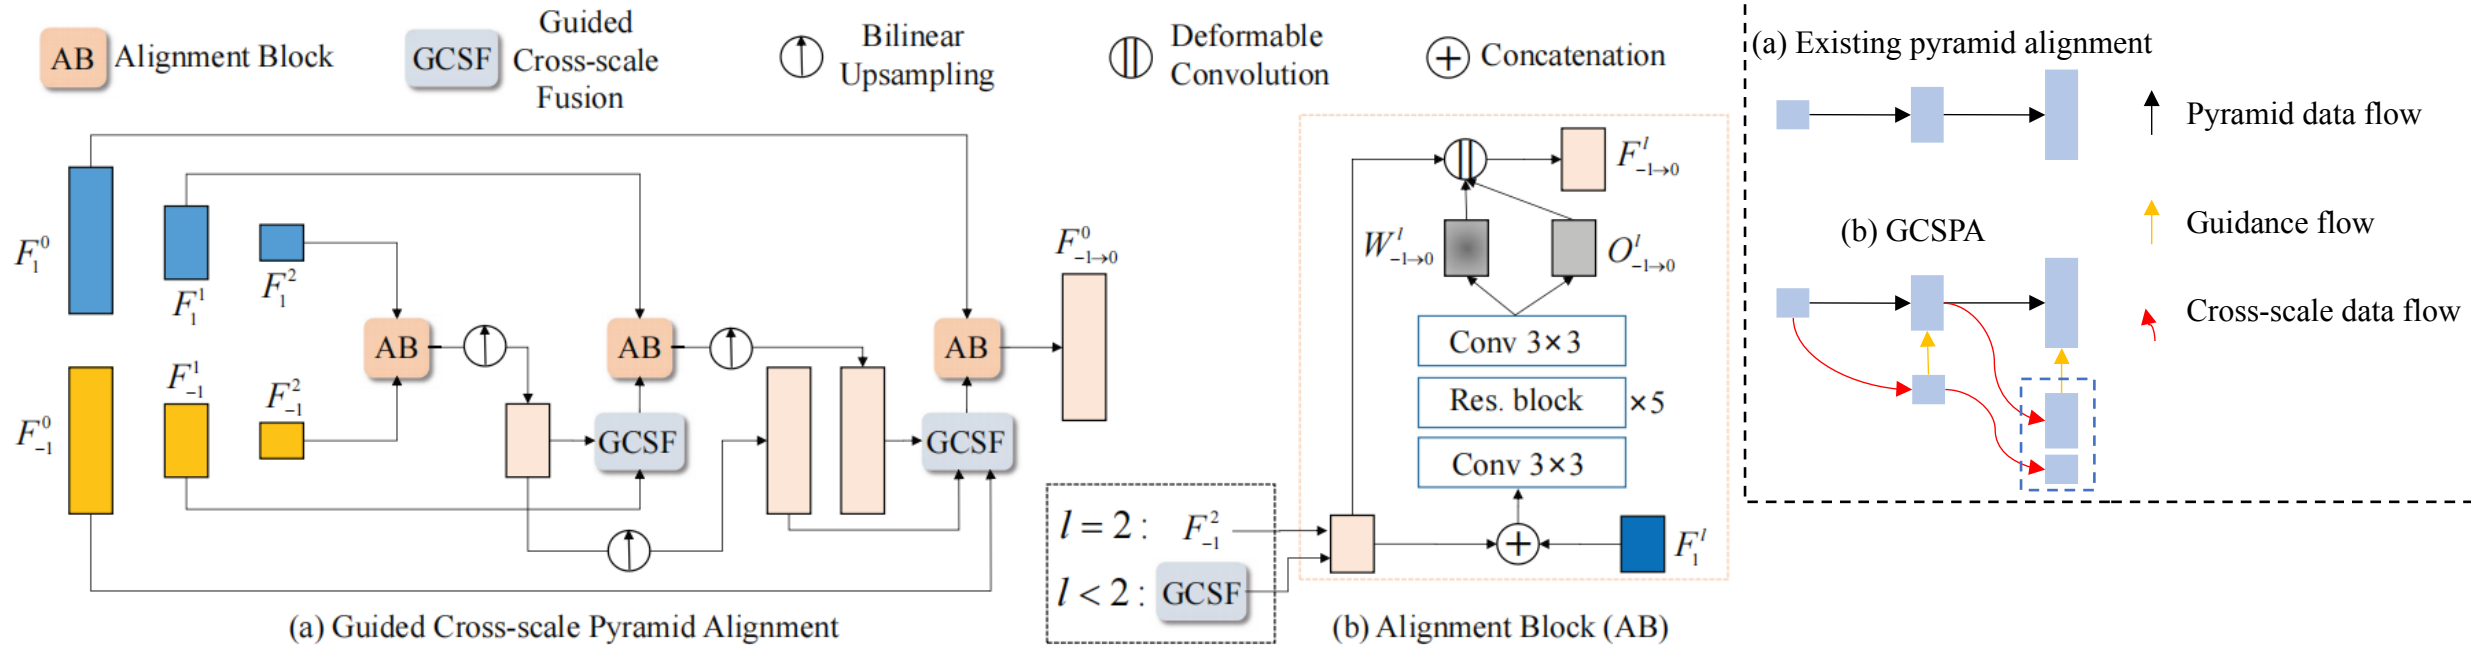 AB Alignment Block
GCSF
Guided
Cross-scale
Fusion
Bilinear
Upsampling
Deformable
Convolution
Concatenation
F_1^0
F_1^1
F_1^2
F_{-1}^0
F_{-1}^1
F_{-1}^2
AB
AB
AB
GCSF
GCSF
F_{-1→0}^0
(a) Guided Cross-scale Pyramid Alignment
F_{-1→0}^l
W_{-1→0}^l
O_{-1→0}^l
Conv 3×3
Res. block ×5
Conv 3×3
l = 2 : F_{-1}^2
l < 2 : GCSF
F_1^l
(b) Alignment Block (AB)
(a) Existing pyramid alignment
Pyramid data flow
Guidance flow
(b) GCSPA
Cross-scale data flow